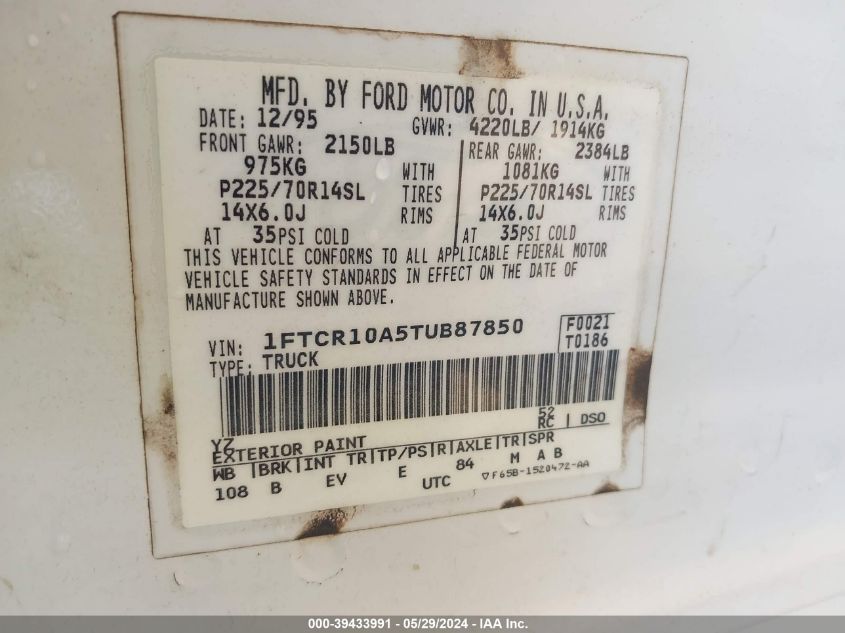 MFD. BY FORD MOTOR CO. IN U.S.A.
DATE: 12/95 GVWR: 4220LB/ 1914KG
FRONT GAWR: 2150LB REAR GAWR: 2384LB
975KG WITH 1081KG WITH
P225/70R14SL TIRES P225/70R14SL TIRES
14X6.0J RIMS 14X6.0J RIMS
AT 35PSI COLD AT 35PSI COLD
THIS VEHICLE CONFORMS TO ALL APPLICABLE FEDERAL MOTOR
VEHICLE SAFETY STANDARDS IN EFFECT ON THE DATE OF
MANUFACTURE SHOWN ABOVE.
VIN: 1FTCR10A5TUB87850 F0021
TYPE: TRUCK T0186
YZ 52
EXTERIOR PAINT RC | DSO
WB |BRK|INT TR|TP/PS|R|AXLE|TR|SPR
108 B EV E 84 M A B
UTC ▽F65B-1520472-AA
000-39433991 - 05/29/2024 - IAA Inc.